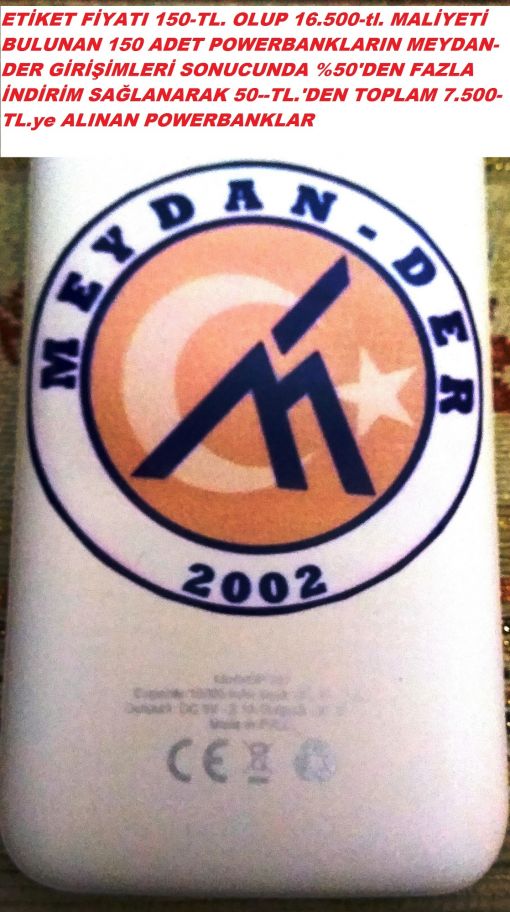 ETİKET FİYATI 150-TL. OLUP 16.500-tl. MALİYETİ
BULUNAN 150 ADET POWERBANKLARIN MEYDAN-
DER GİRİŞİMLERİ SONUCUNDA %50'DEN FAZLA
İNDİRİM SAĞLANARAK 50--TL.'DEN TOPLAM 7.500-
TL.ye ALINAN POWERBANKLAR
MEYDAN-DER
2002
CE